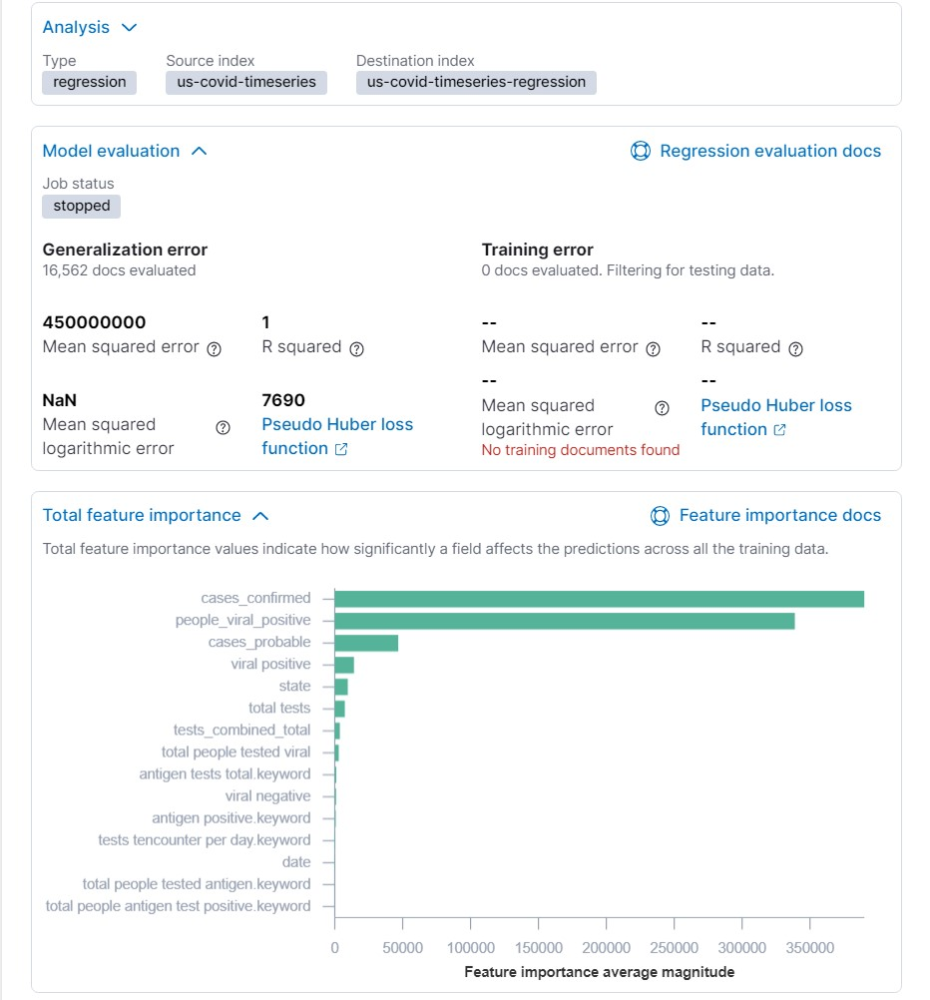 Analysis
Type Source index Destination index
regression us-covid-timeseries us-covid-timeseries-regression
Model evaluation Regression evaluation docs
Job status
stopped
Generalization error Training error
16,562 docs evaluated 0 docs evaluated. Filtering for testing data.
450000000 1 -- --
Mean squared error ? R squared ? Mean squared error ? R squared ?
-- --
NaN 7690
Mean squared Pseudo Huber loss
Mean squared ? Pseudo Huber loss ?
logarithmic error function
logarithmic error function
No training documents found
Total feature importance Feature importance docs
Total feature importance values indicate how significantly a field affects the predictions across all the training data.
cases_confirmed
people_viral_positive
cases_probable
viral positive
state
total tests
tests_combined_total
total people tested viral
antigen tests total.keyword
viral negative
antigen positive.keyword
tests tencounter per day.keyword
date
total people tested antigen.keyword
total people antigen test positive.keyword
0 50000 100000 150000 200000 250000 300000 350000
Feature importance average magnitude